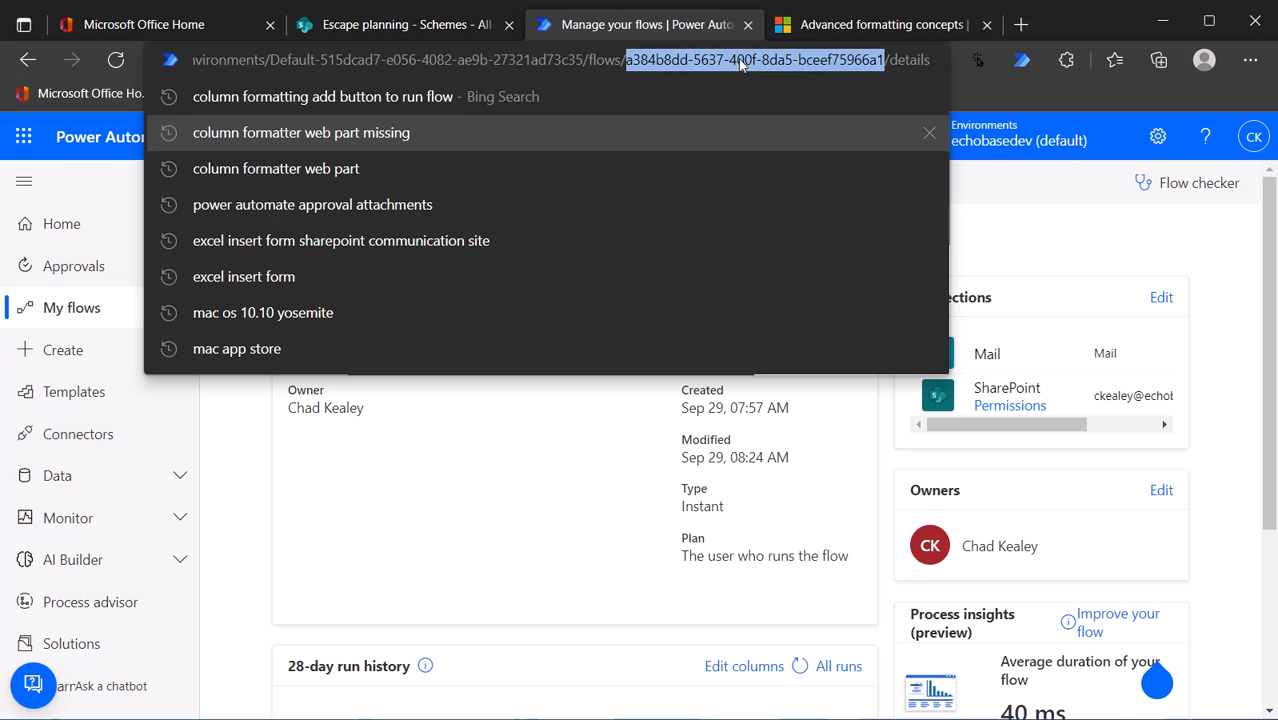 Microsoft Office Home
Escape planning - Schemes - All
Manage your flows | Power Auto
Advanced formatting concepts |
wironments/Default-515dcad7-e056-4082-ae9b-27321ad73c35/flows/a384b8dd-5637-400f-8da5-bceef75966a1/details
Microsoft Office Ho
column formatting add button to run flow - Bing Search
column formatter web part missing
column formatter web part
power automate approval attachments
excel insert form sharepoint communication site
excel insert form
mac os 10.10 yosemite
mac app store
Power Auto
Environments
echobasedev (default)
CK
Flow checker
Home
Approvals
My flows
Create
Templates
Connectors
Data
Monitor
AI Builder
Process advisor
Solutions
earn
Ask a chatbot
Owner
Chad Kealey
Created
Sep 29, 07:57 AM
Modified
Sep 29, 08:24 AM
Type
Instant
Plan
The user who runs the flow
28-day run history
Edit columns
All runs
ections
Edit
Mail
Mail
SharePoint
Permissions
ckealey@echob
Owners
Edit
CK
Chad Kealey
Process insights (preview)
Improve your flow
Average duration of your flow
40 ms